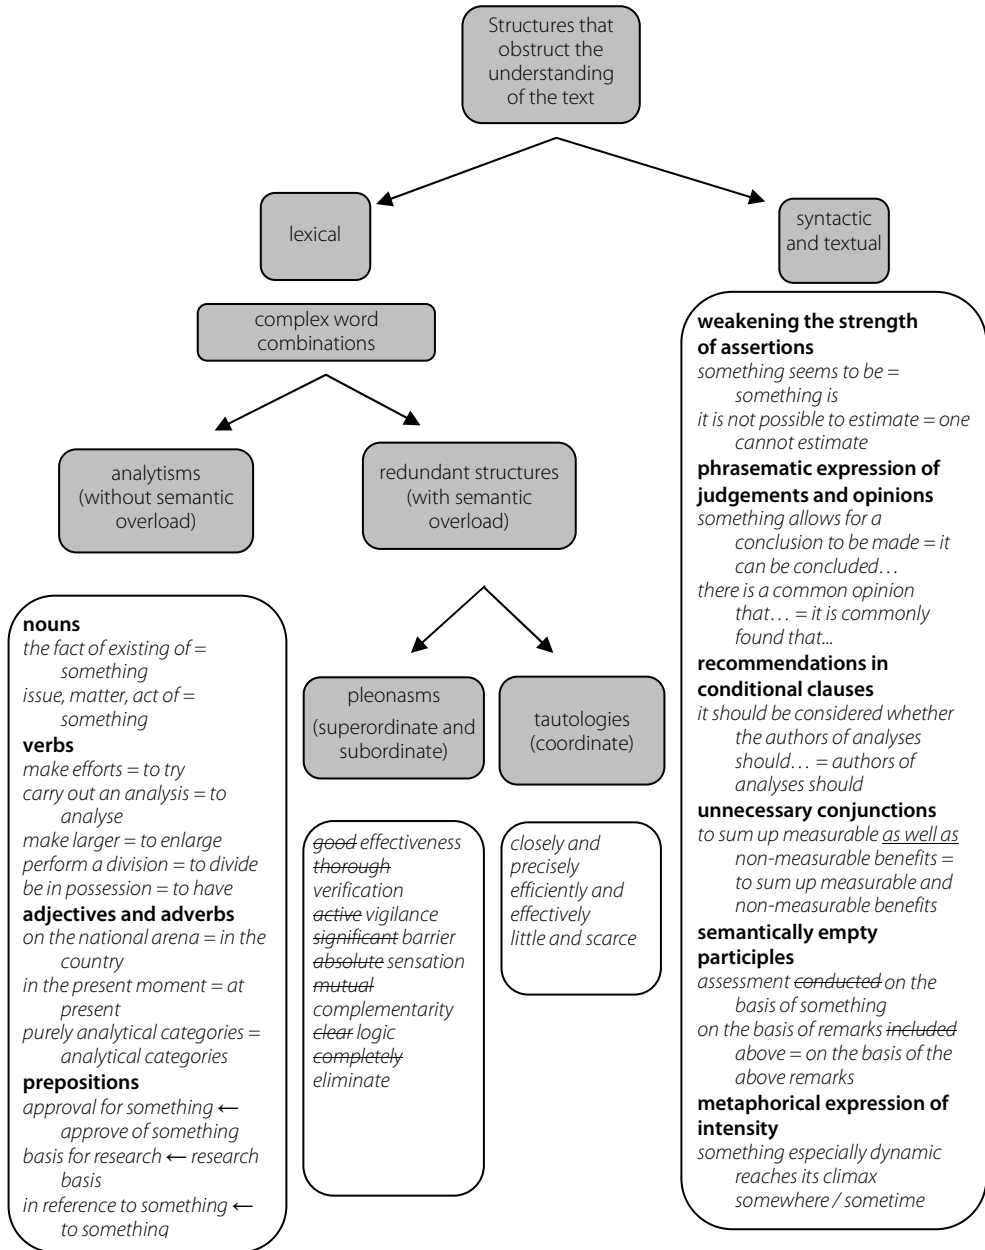 Structures that
obstruct the
understanding
of the text
lexical
syntactic
and textual
complex word
combinations
analytisms
(without semantic
overload)
redundant structures
(with semantic
overload)
nouns
the fact of existing of =
something
issue, matter, act of =
something
verbs
make efforts = to try
carry out an analysis = to
analyse
make larger = to enlarge
perform a division = to divide
be in possession = to have
adjectives and adverbs
on the national arena = in the
country
in the present moment = at
present
purely analytical categories =
analytical categories
prepositions
approval for something ←
approve of something
basis for research ← research
basis
in reference to something ←
to something
pleonasms
(superordinate and
subordinate)
tautologies
(coordinate)
good effectiveness
thorough
verification
active vigilance
significant barrier
absolute sensation
mutual
complementarity
clear logic
completely
eliminate
closely and
precisely
efficiently and
effectively
little and scarce
weakening the strength
of assertions
something seems to be =
something is
it is not possible to estimate = one
cannot estimate
phrasematic expression of
judgements and opinions
something allows for a
conclusion to be made = it
can be concluded…
there is a common opinion
that… = it is commonly
found that...
recommendations in
conditional clauses
it should be considered whether
the authors of analyses
should… = authors of
analyses should
unnecessary conjunctions
to sum up measurable as well as
non-measurable benefits =
to sum up measurable and
non-measurable benefits
semantically empty
participles
assessment conducted on the
basis of something
on the basis of remarks included
above = on the basis of the
above remarks
metaphorical expression of
intensity
something especially dynamic
reaches its climax
somewhere / sometime